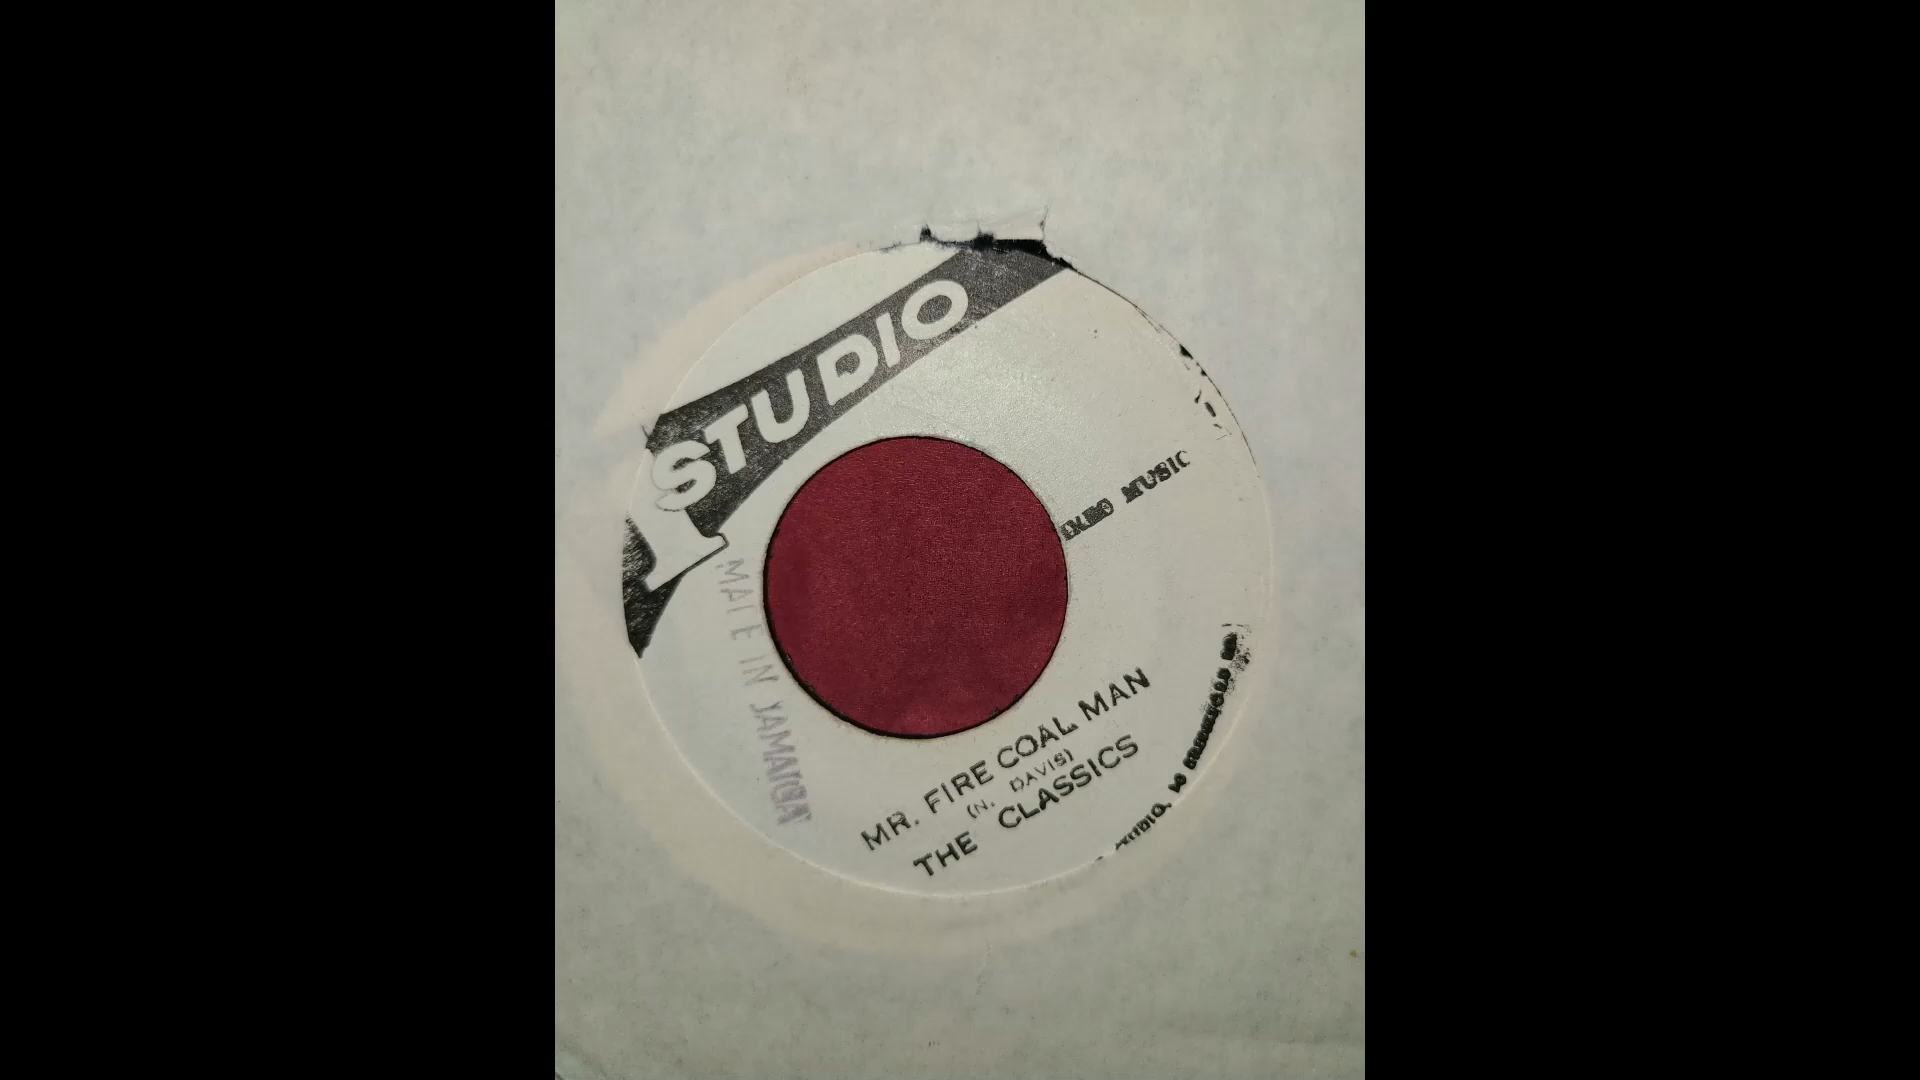 STUDIO
1
MUSIC
MADE IN JAMAICA
MR. FIRE COAL MAN
(N. DAVIS)
THE CLASSICS